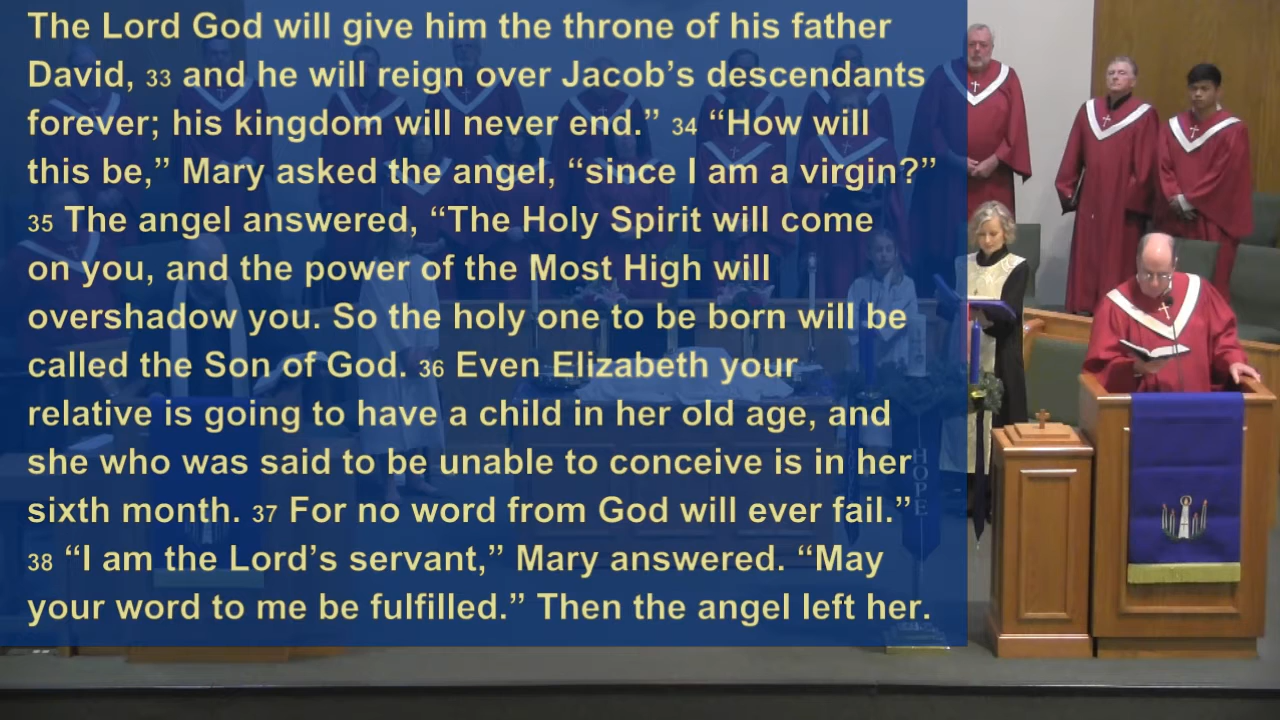 The Lord God will give him the throne of his father
David, 33 and he will reign over Jacob’s descendants
forever; his kingdom will never end.” 34 “How will
this be,” Mary asked the angel, “since I am a virgin?”
35 The angel answered, “The Holy Spirit will come
on you, and the power of the Most High will
overshadow you. So the holy one to be born will be
called the Son of God. 36 Even Elizabeth your
relative is going to have a child in her old age, and
she who was said to be unable to conceive is in her
sixth month. 37 For no word from God will ever fail.”
38 “I am the Lord’s servant,” Mary answered. “May
your word to me be fulfilled.” Then the angel left her.
HOPE